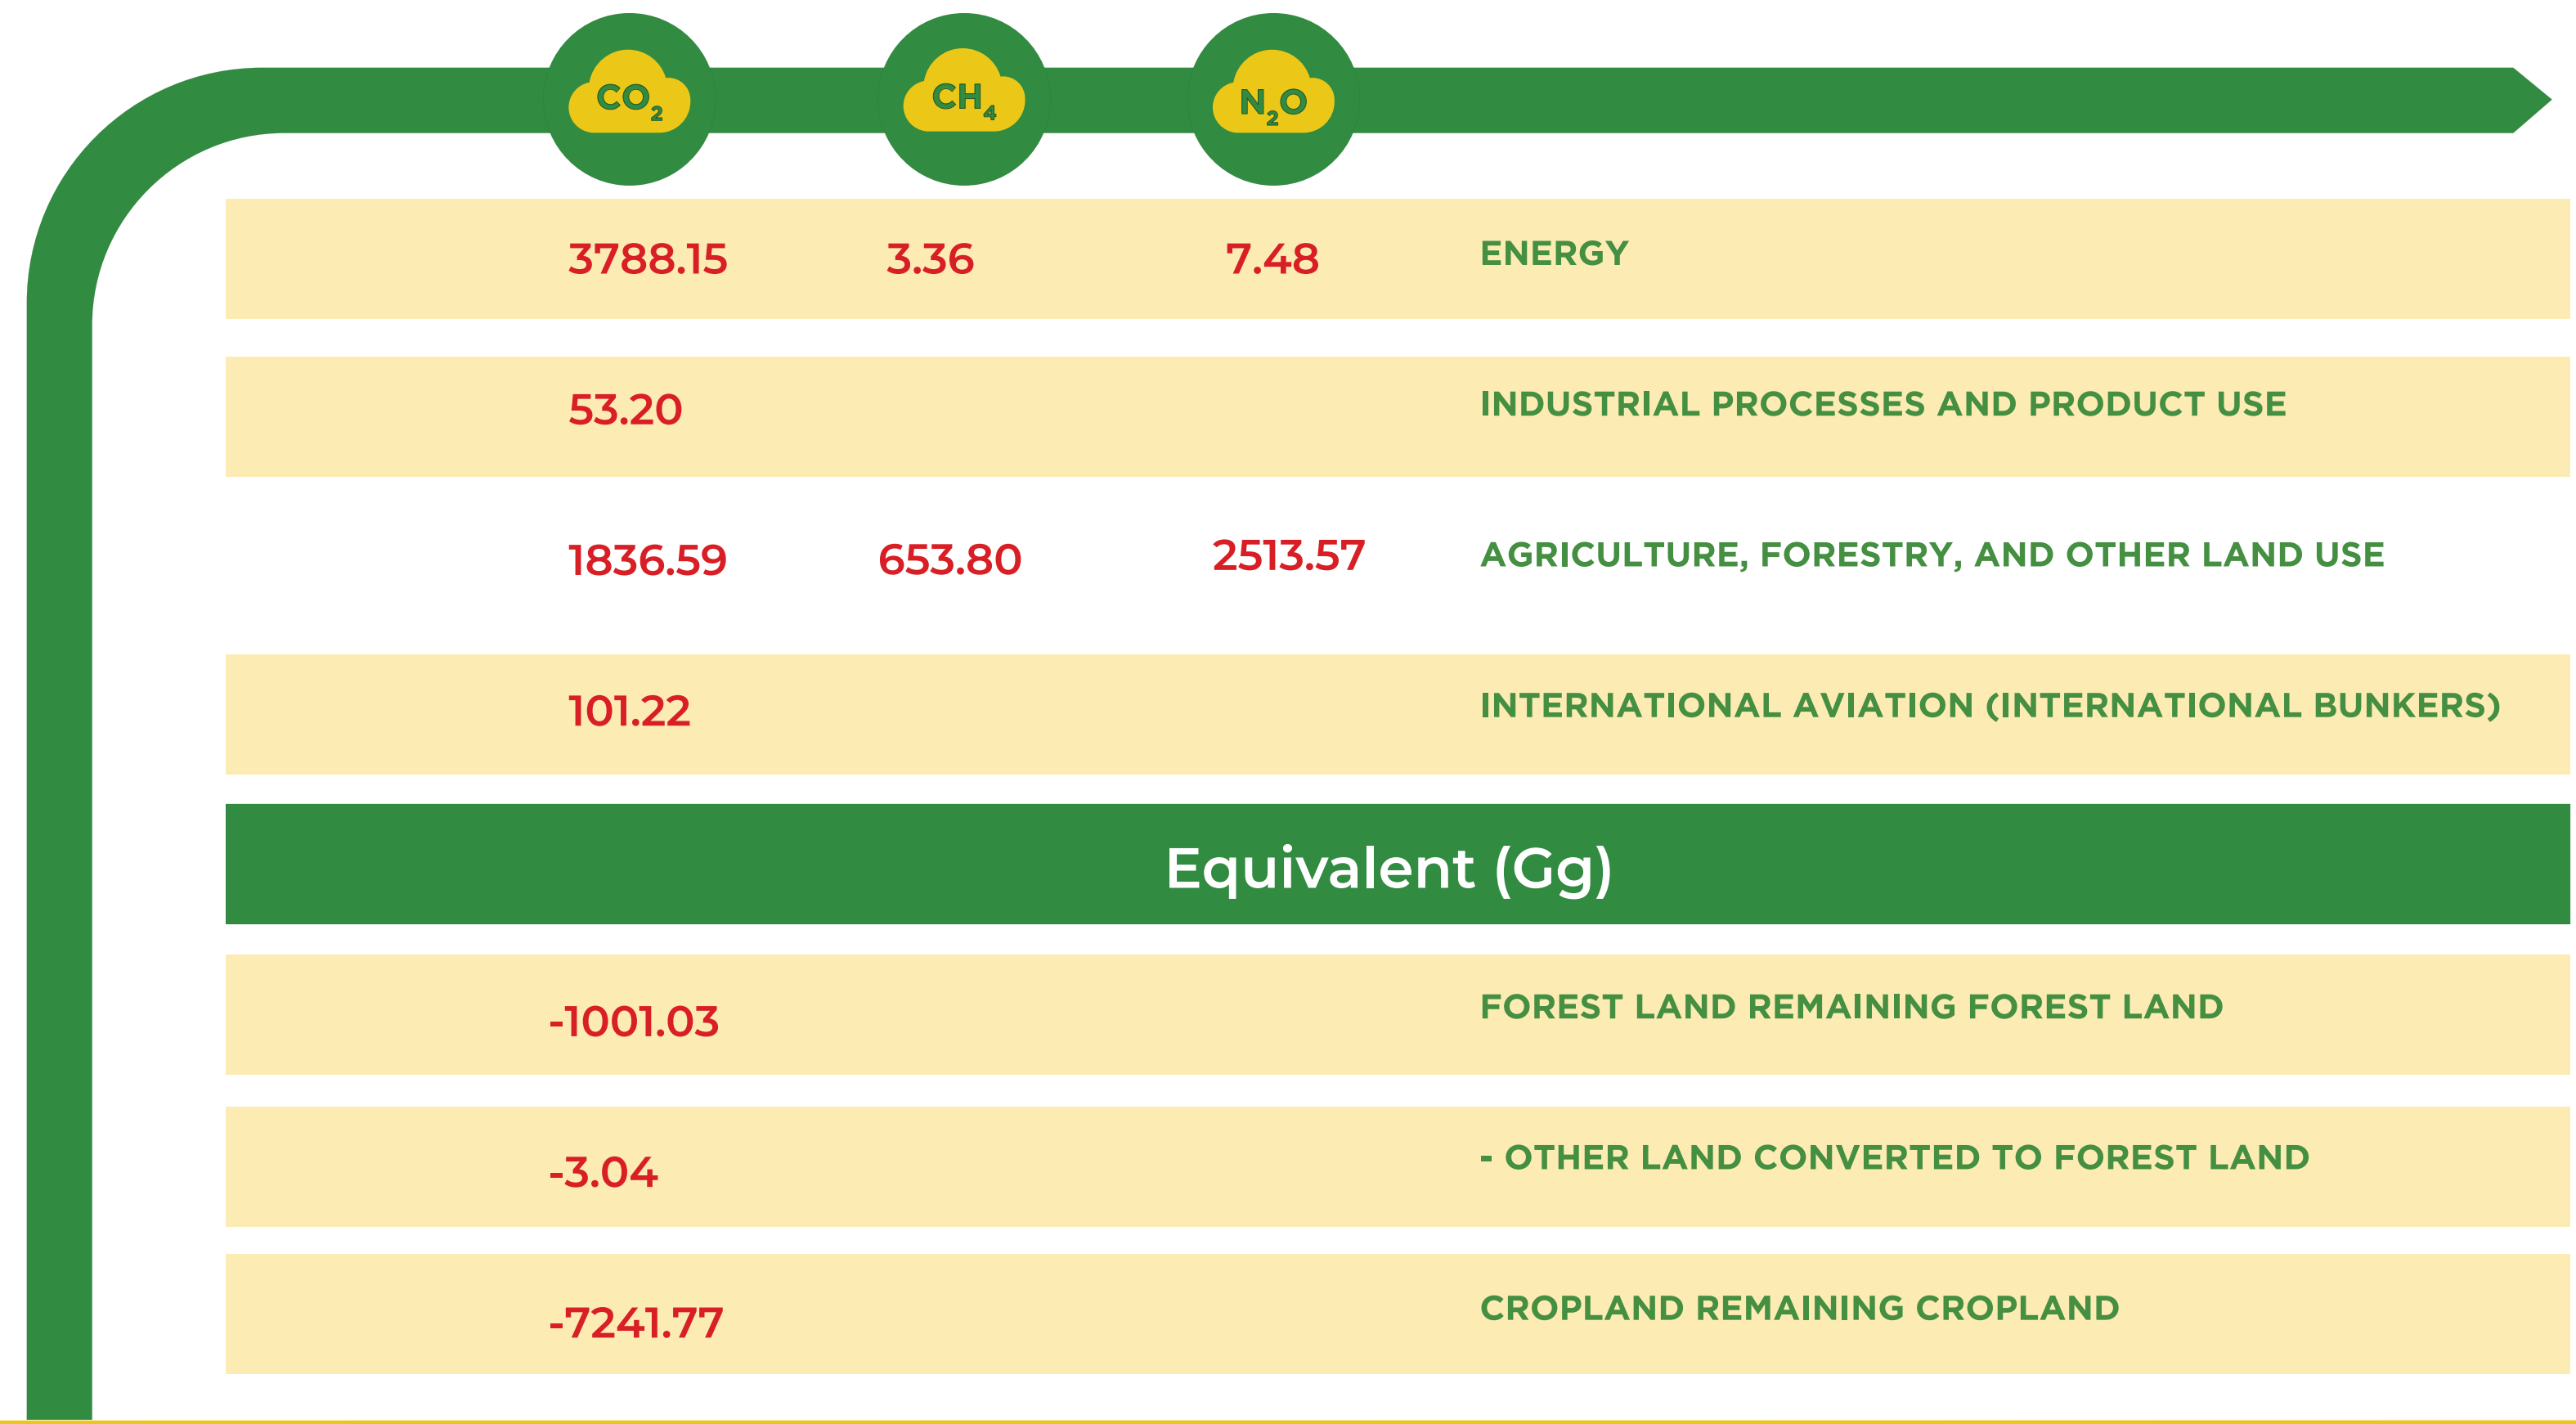 CO2 CH4 N2O
3788.15 3.36 7.48 ENERGY
53.20 INDUSTRIAL PROCESSES AND PRODUCT USE
1836.59 653.80 2513.57 AGRICULTURE, FORESTRY, AND OTHER LAND USE
101.22 INTERNATIONAL AVIATION (INTERNATIONAL BUNKERS)
Equivalent (Gg)
-1001.03 FOREST LAND REMAINING FOREST LAND
-3.04 - OTHER LAND CONVERTED TO FOREST LAND
-7241.77 CROPLAND REMAINING CROPLAND